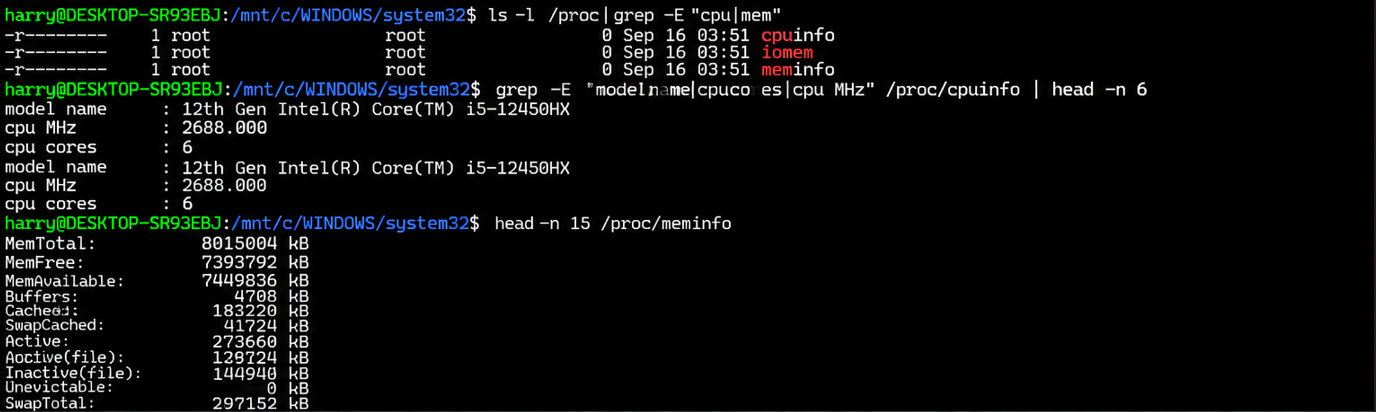 harry@DESKTOP-SR93EBJ:/mnt/c/WINDOWS/system32$ ls -l /proc|grep -E "cpu|mem"
-r-------- 1 root root 0 Sep 16 03:51 cpuinfo
-r-------- 1 root root 0 Sep 16 03:51 iomem
-r-------- 1 root root 0 Sep 16 03:51 meminfo
harry@DESKTOP-SR93EBJ:/mnt/c/WINDOWS/system32$ grep -E MHz" /proc/cpuinfo | head -n 6
model name : 12th Gen Intel(R) Core(TM) i5-12450HX
cpu MHz : 2688.000
cpu cores : 6
model name : 12th Gen Intel(R) Core(TM) i5-12450HX
cpu MHz : 2688.000
cpu cores : 6
harry@DESKTOP-SR93EBJ:/mnt/c/WINDOWS/system32$ head -n 15 /proc/meminfo
MemTotal: 8015004 kB
MemFree: 7393792 kB
MemAvailable: 7449836 kB
Buffers: 4708 kB
183220 kB
SwapCached: 41724 kB
Active: 273660 kB
129724 kB
Inactive(file): 144940 kB
Unevictable: 0 kB
SwapTotal: 297152 kB